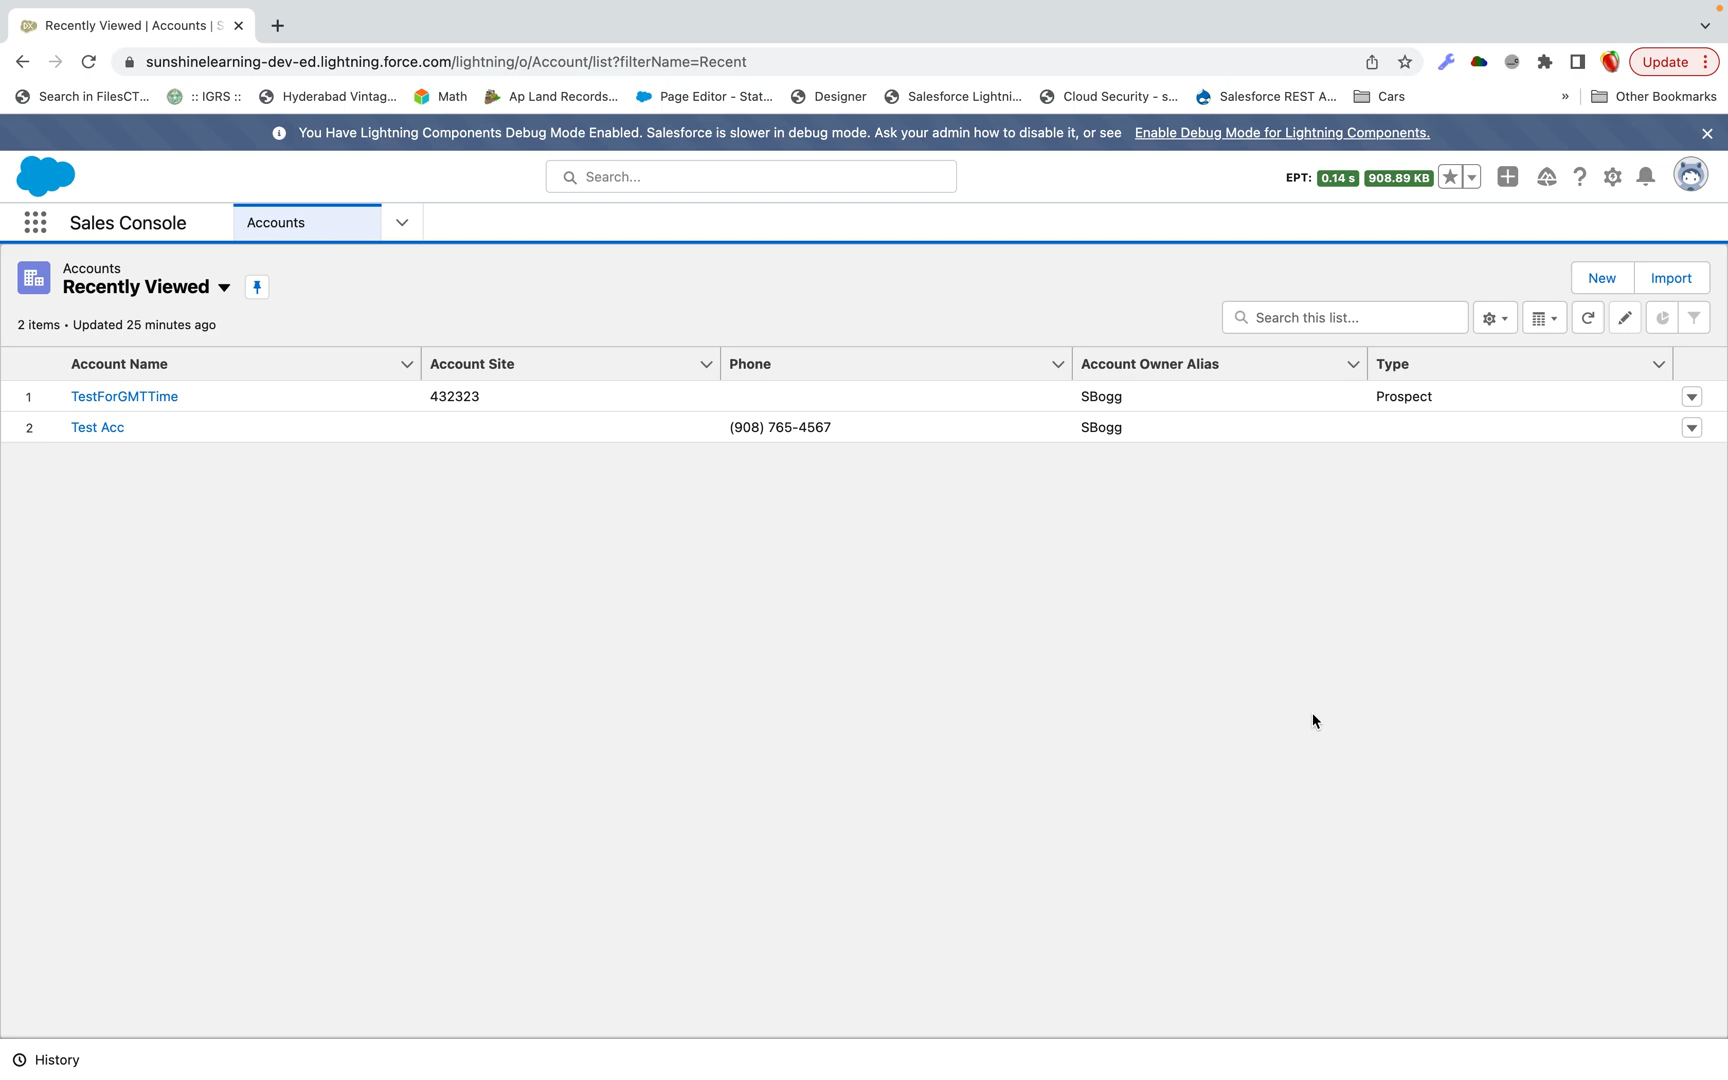 Recently Viewed | Accounts | S
sunshinelearning-dev-ed.lightning.force.com/lightning/o/Account/list?filterName=Recent
Update
Search in FilesCT... :: IGRS :: Hyderabad Vintag... Math Ap Land Records... Page Editor - Stat... Designer Salesforce Lightni... Cloud Security - s... Salesforce REST A... Cars » Other Bookmarks
You Have Lightning Components Debug Mode Enabled. Salesforce is slower in debug mode. Ask your admin how to disable it, or see Enable Debug Mode for Lightning Components.
Search... EPT: 0.14 s 908.89 KB
Sales Console Accounts
Accounts
Recently Viewed
New Import
2 items • Updated 25 minutes ago
Search this list...
Account Name Account Site Phone Account Owner Alias Type
1 TestForGMTTime 432323 SBogg Prospect
2 Test Acc (908) 765-4567 SBogg
History